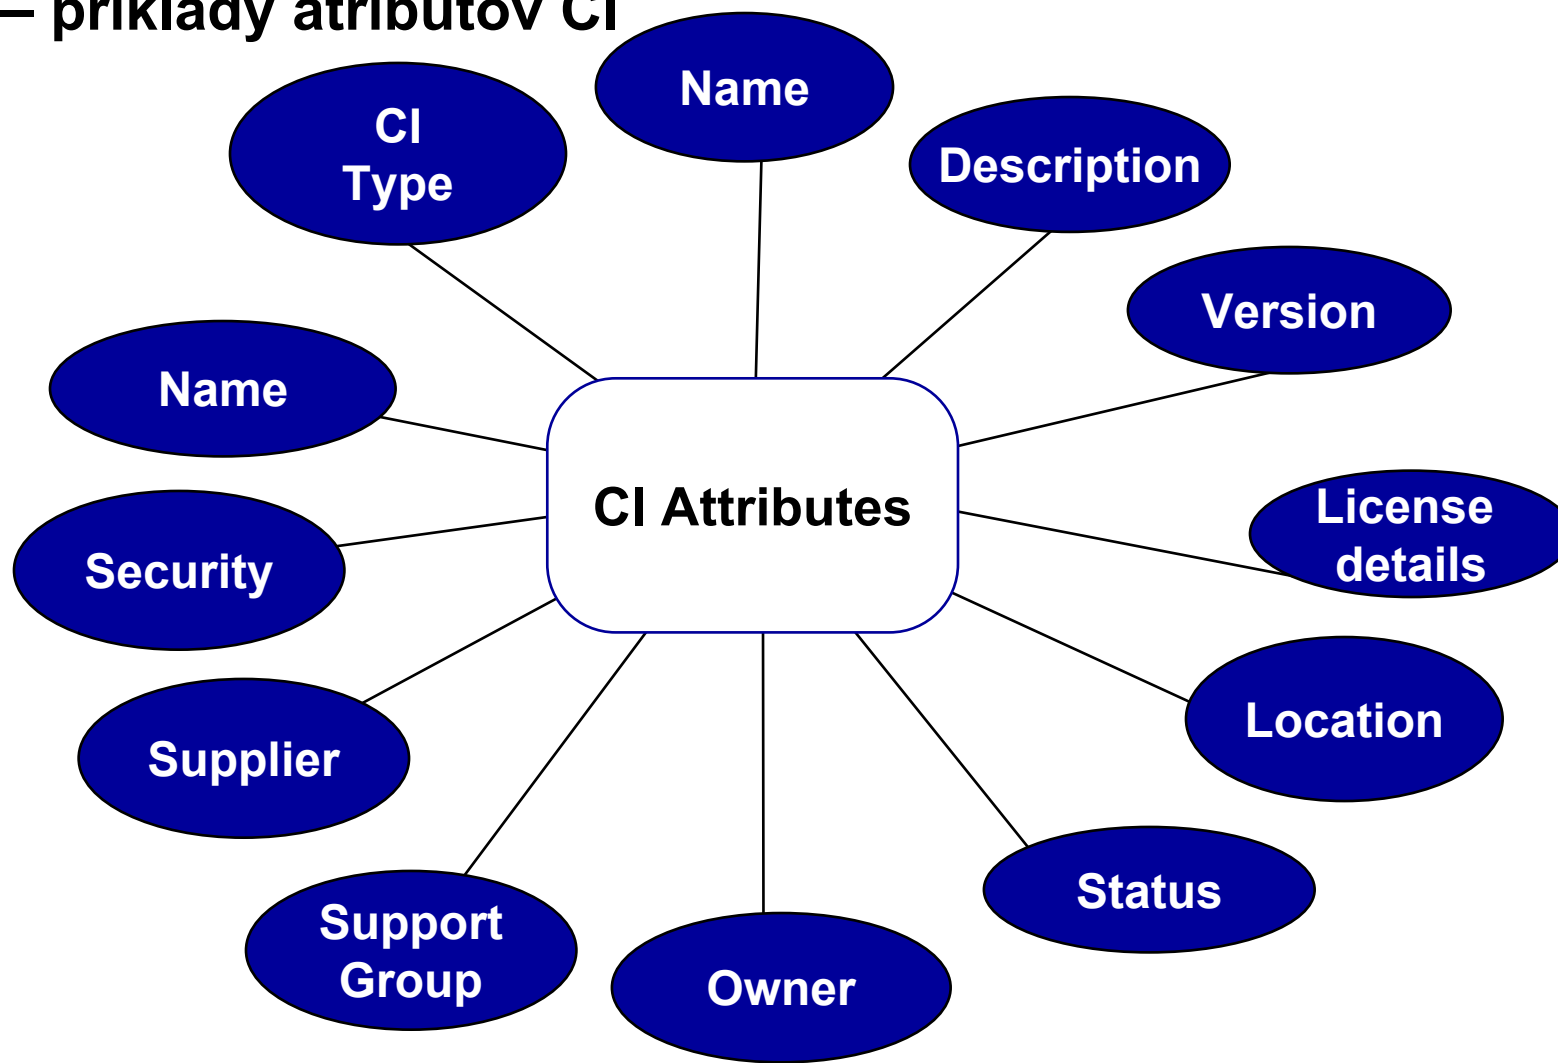 – príklady atribútov CI
Name
CI
Type
Description
Version
Name
CI Attributes
License
details
Security
Location
Supplier
Status
Support
Group
Owner